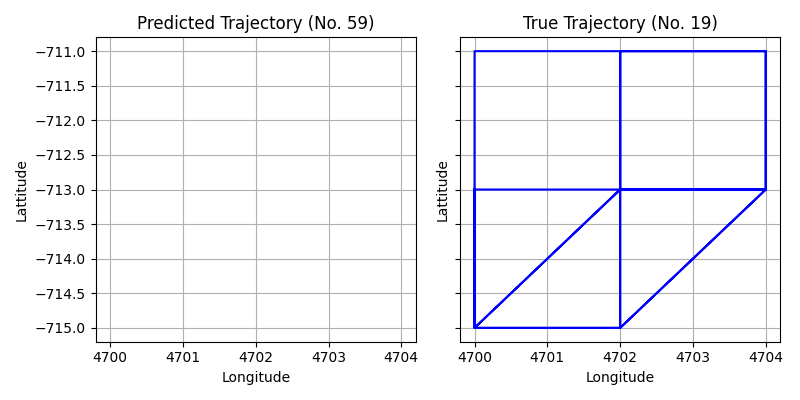 Predicted Trajectory (No. 59)
True Trajectory (No. 19)
−711.0
−711.5
−712.0
−712.5
−713.0
−713.5
−714.0
−714.5
−715.0
Lattitude
Lattitude
4700 4701 4702 4703 4704
4700 4701 4702 4703 4704
Longitude
Longitude